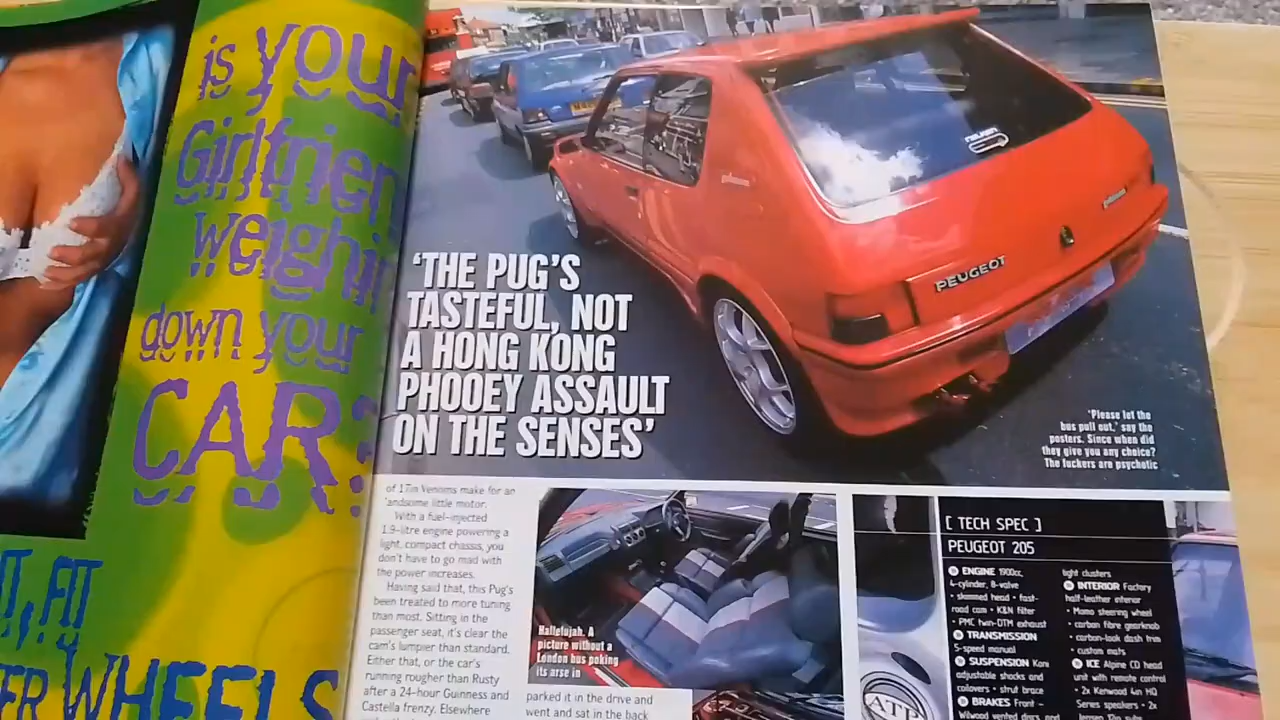 is your
Girlfrien
weighi
down your
CAR?
T, FIT
ER WHEELS
'THE PUG'S
TASTEFUL, NOT
A HONG KONG
PHOOEY ASSAULT
ON THE SENSES'
PEUGEOT
'Please let the
bus pull out,' say the
posters. Since when did
they give you any choice?
The fuckers are psychotic
of 17in Venoms make for an
'andsome little motor.
With a fuel-injected
1.9-litre engine powering a
light, compact chassis, you
don't have to go mad with
the power increases.
Having said that, this Pug's
been treated to more tuning
than most. Sitting in the
passenger seat, it's clear the
cam's lumpier than standard.
Either that, or the car's
running rougher than Rusty
after a 24-hour Guinness and
Castella frenzy. Elsewhere
Hallelujah. A
picture without a
London bus poking
its arse in
parked it in the drive and
went and sat in the back
ATP
[ TECH SPEC ]
PEUGEOT 205
ENGINE 1900cc,
4-cylinder, 8-valve
• skimmed head • fast-
road cam • K&N filter
• PMC twin-DTM exhaust
TRANSMISSION
5-speed manual
SUSPENSION Koni
adjustable shocks and
coilovers • strut brace
BRAKES Front –
Wilwood vented discs and
light clusters
INTERIOR Factory
half-leather interior
• Momo steering wheel
• carbon fibre gearknob
• carbon-look dash trim
• custom mats
ICE Alpine CD head
unit with remote control
• 2x Kenwood 4in HQ
Series speakers • 2x